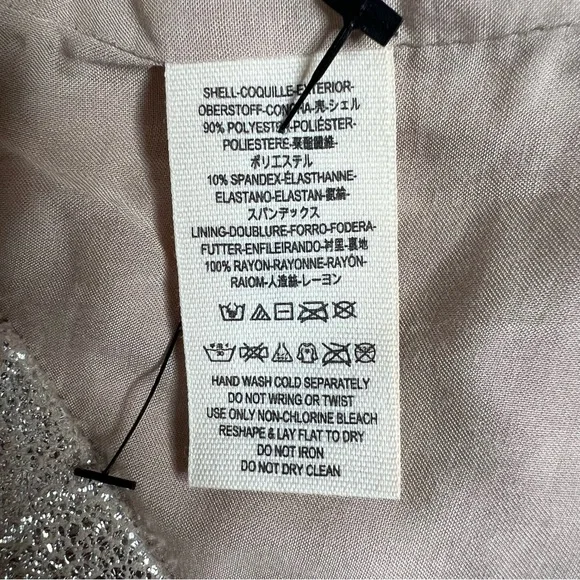 SHELL-COQUILLE-EXTERIOR-
OBERSTOFF-CONCHA-売-シェル
90% POLYESTER-POLIÉSTER-
POLIESTERE-聚酯纖維-
ポリエステル
10% SPANDEX-ÉLASTHANNE-
ELASTANO-ELASTAN-氨綸-
スパンデックス
LINING-DOUBLURE-FORRO-FODERA-
FUTTER-ENFILEIRANDO-衬里-裏地
100% RAYON-RAYONNE-RAYÓN-
RAIOM-人造絲-レーヨン
30
HAND WASH COLD SEPARATELY
DO NOT WRING OR TWIST
USE ONLY NON-CHLORINE BLEACH
RESHAPE & LAY FLAT TO DRY
DO NOT IRON
DO NOT DRY CLEAN